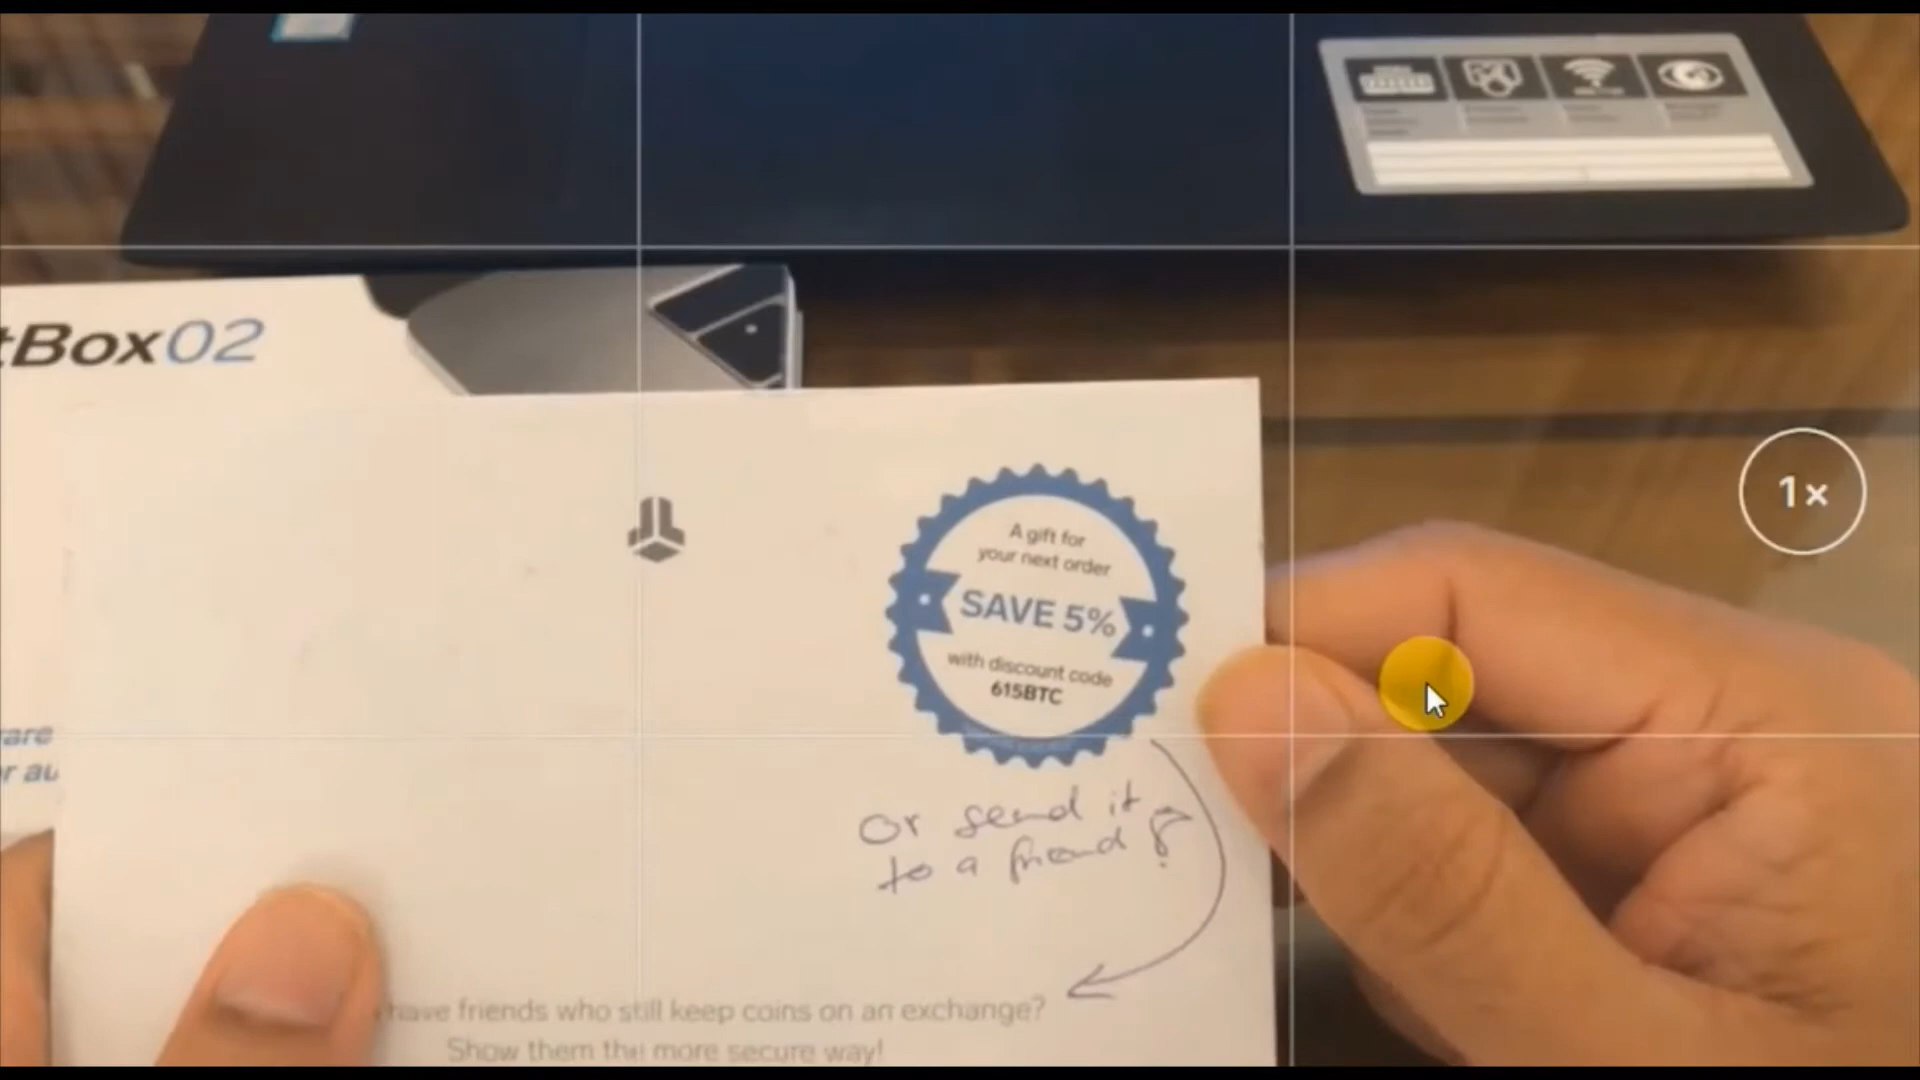 tBox02
A gift for
your next order
SAVE 5%
with discount code
615BTC
Or send it
to a friend?
have friends who still keep coins on an exchange?
Show them the more secure way!
are
r au
1×